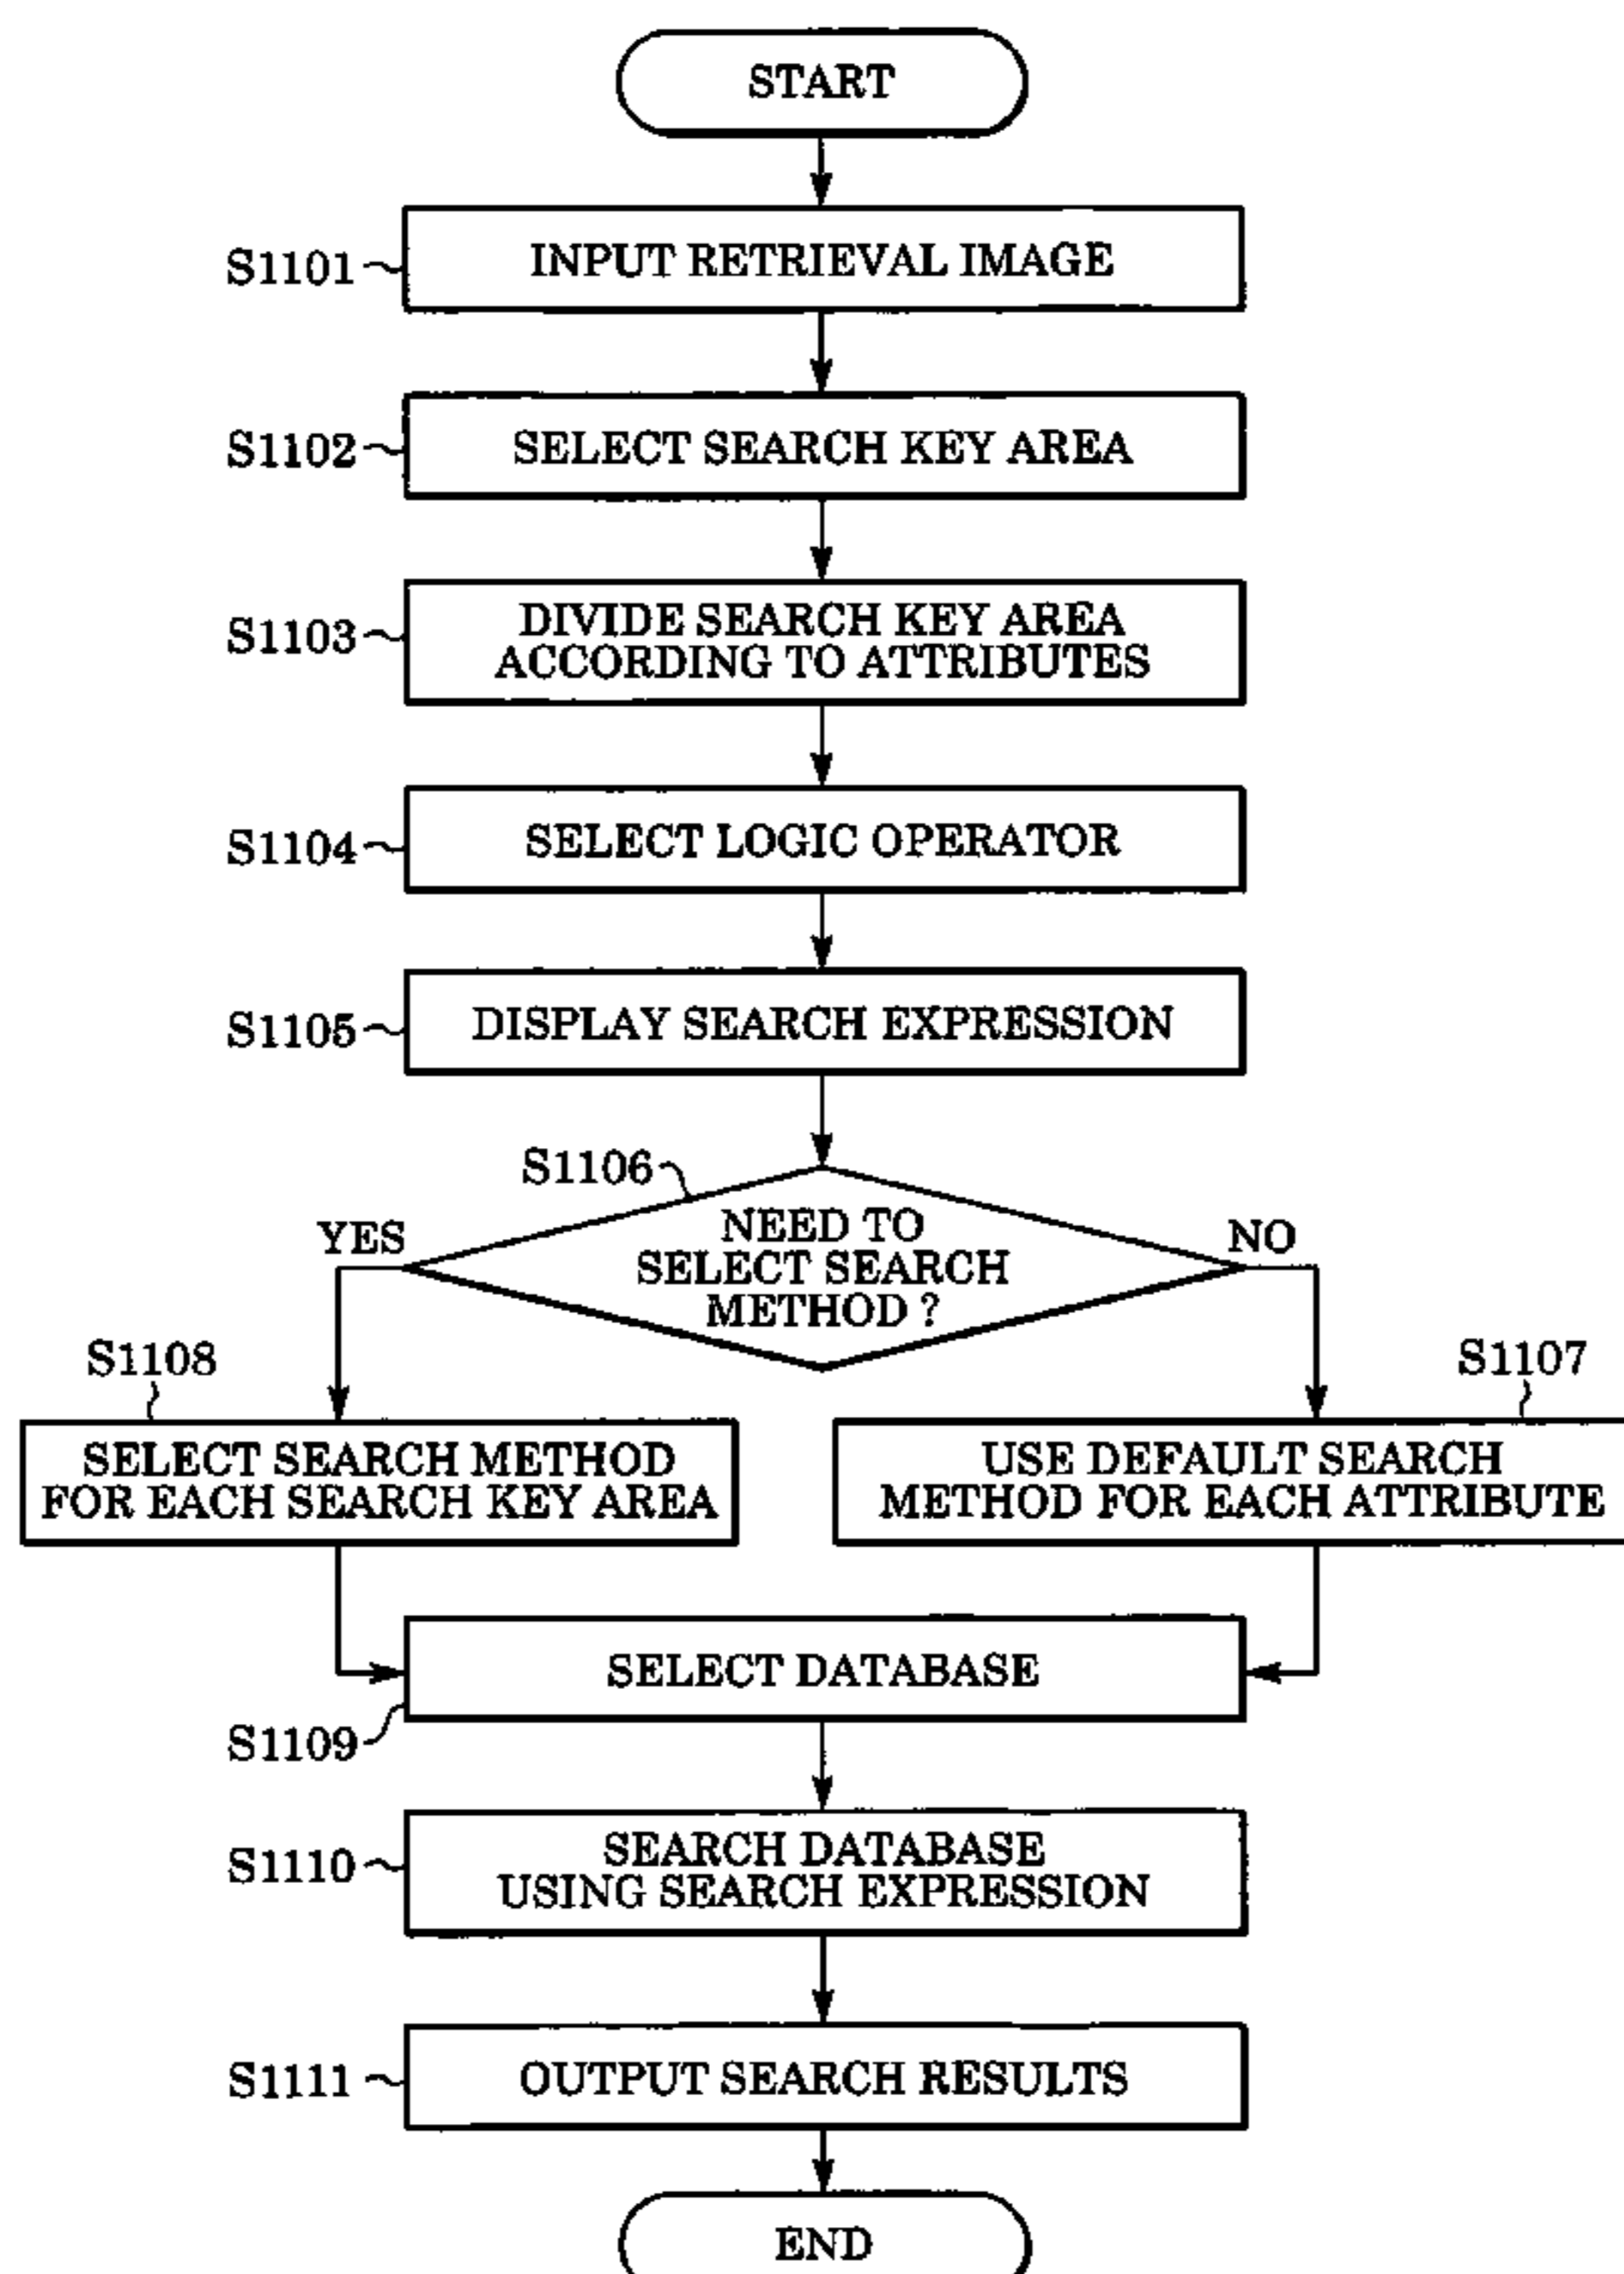 START
S1101
INPUT RETRIEVAL IMAGE
S1102
SELECT SEARCH KEY AREA
S1103
DIVIDE SEARCH KEY AREA
ACCORDING TO ATTRIBUTES
S1104
SELECT LOGIC OPERATOR
S1105
DISPLAY SEARCH EXPRESSION
S1106
NEED TO
SELECT SEARCH
METHOD ?
YES
NO
S1108
SELECT SEARCH METHOD
FOR EACH SEARCH KEY AREA
S1107
USE DEFAULT SEARCH
METHOD FOR EACH ATTRIBUTE
SELECT DATABASE
S1109
S1110
SEARCH DATABASE
USING SEARCH EXPRESSION
S1111
OUTPUT SEARCH RESULTS
END